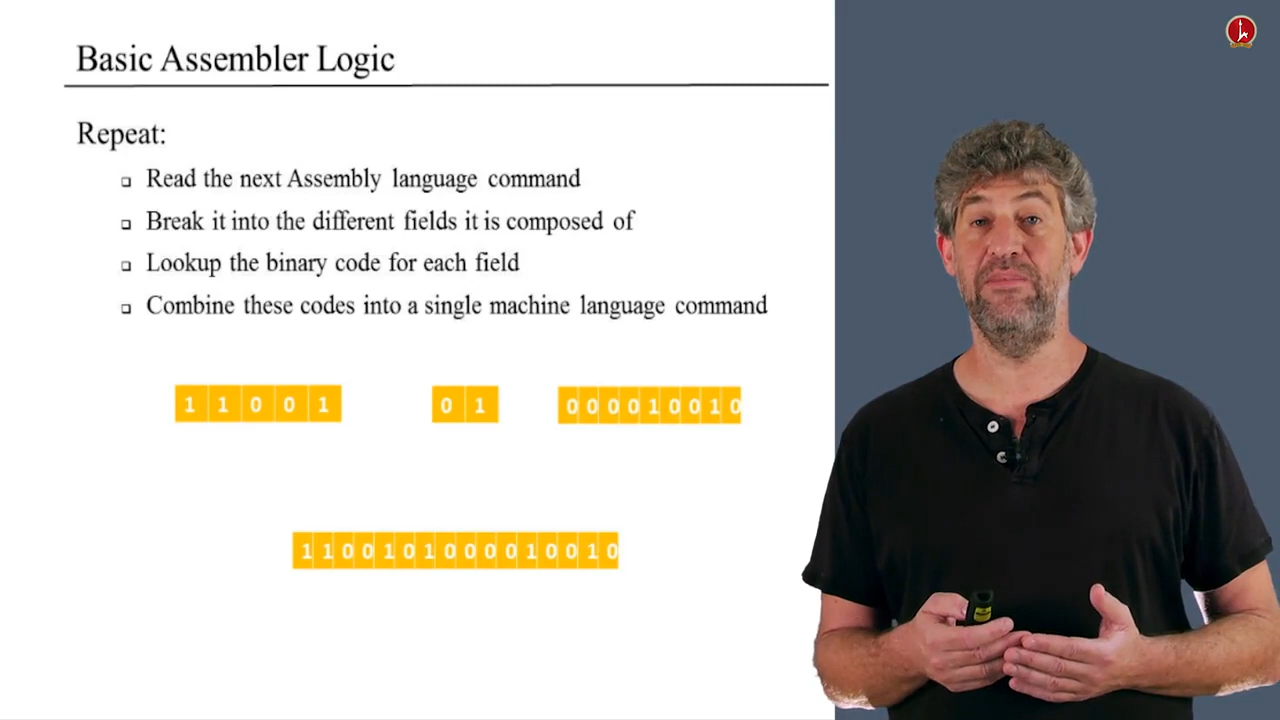 Basic Assembler Logic
Repeat:
Read the next Assembly language command
Break it into the different fields it is composed of
Lookup the binary code for each field
Combine these codes into a single machine language command
1 1 0 0 1 0 1 0 0 0 0 1 0 0 1 0
1 1 0 0 1 0 1 0 0 0 0 1 0 0 1 0